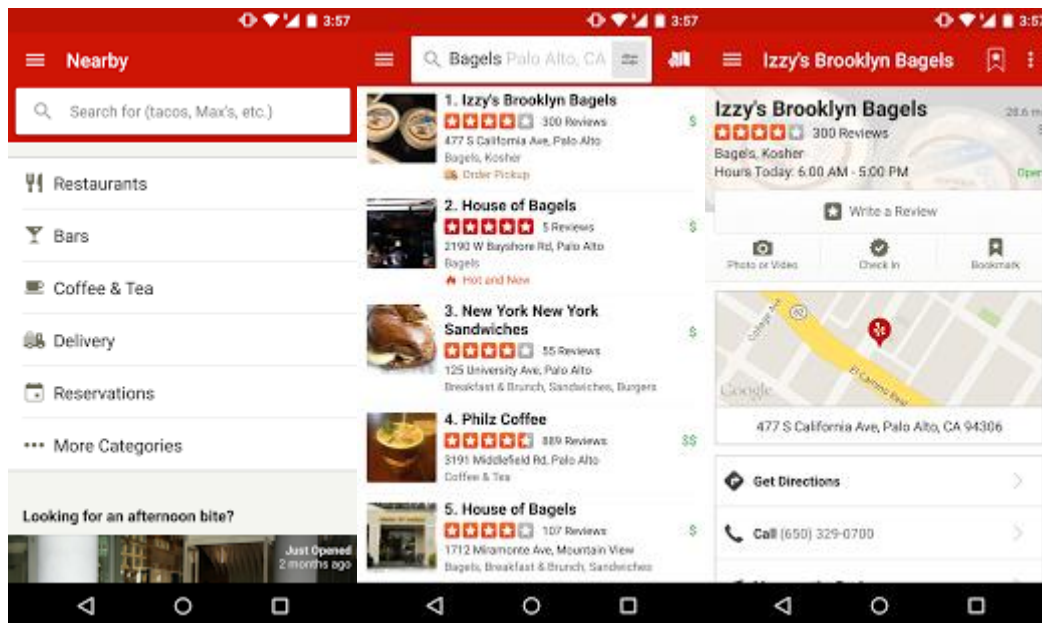 3:57
Nearby
Search for (tacos, Max's, etc.)
Restaurants
Bars
Coffee & Tea
Delivery
Reservations
More Categories
Looking for an afternoon bite?
Just Opened
2 months ago
3:57
Bagels Palo Alto, CA
1. Izzy's Brooklyn Bagels
300 Reviews $
477 S California Ave, Palo Alto
Bagels, Kosher
Order Pickup
2. House of Bagels
5 Reviews $
2190 W Bayshore Rd, Palo Alto
Bagels
Hot and New
3. New York New York
Sandwiches
$
55 Reviews
125 University Ave, Palo Alto
Breakfast & Brunch, Sandwiches, Burgers
4. Philz Coffee
889 Reviews $$
3191 Middlefield Rd, Palo Alto
Coffee & Tea
5. House of Bagels
107 Reviews $
1712 Miramonte Ave, Mountain View
Bagels, Breakfast & Brunch, Sandwiches
3:57
Izzy's Brooklyn Bagels
Izzy's Brooklyn Bagels
28.6 m
300 Reviews
Bagels, Kosher
Hours Today: 6:00 AM - 5:00 PM Open
Write a Review
Photo or Video
Check In
Bookmark
College Ave
82
El Camino Real
Google
477 S California Ave, Palo Alto, CA 94306
Get Directions
Call (650) 329-0700